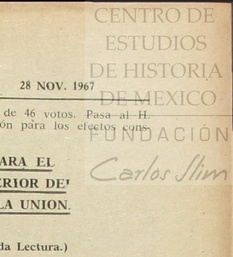 CENTRO DE
ESTUDIOS
DE HISTORIA
28 NOV. 1967
DE MEXICO
de 46 votos. Pasa al H.
ón para los efectos cons-
FUNDACIÓN
ARA EL
Carlos Slim
ERIOR DE
LA UNION.
da Lectura.)